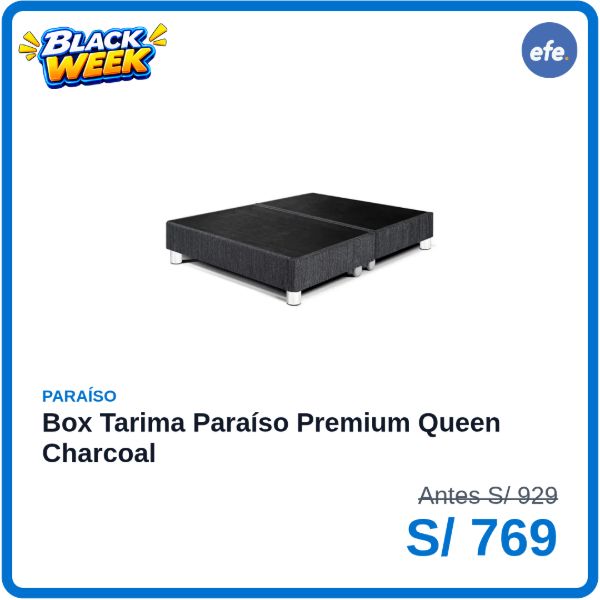 BLACK
WEEK
efe.
PARAÍSO
Box Tarima Paraíso Premium Queen
Charcoal
Antes S/ 929
S/ 769